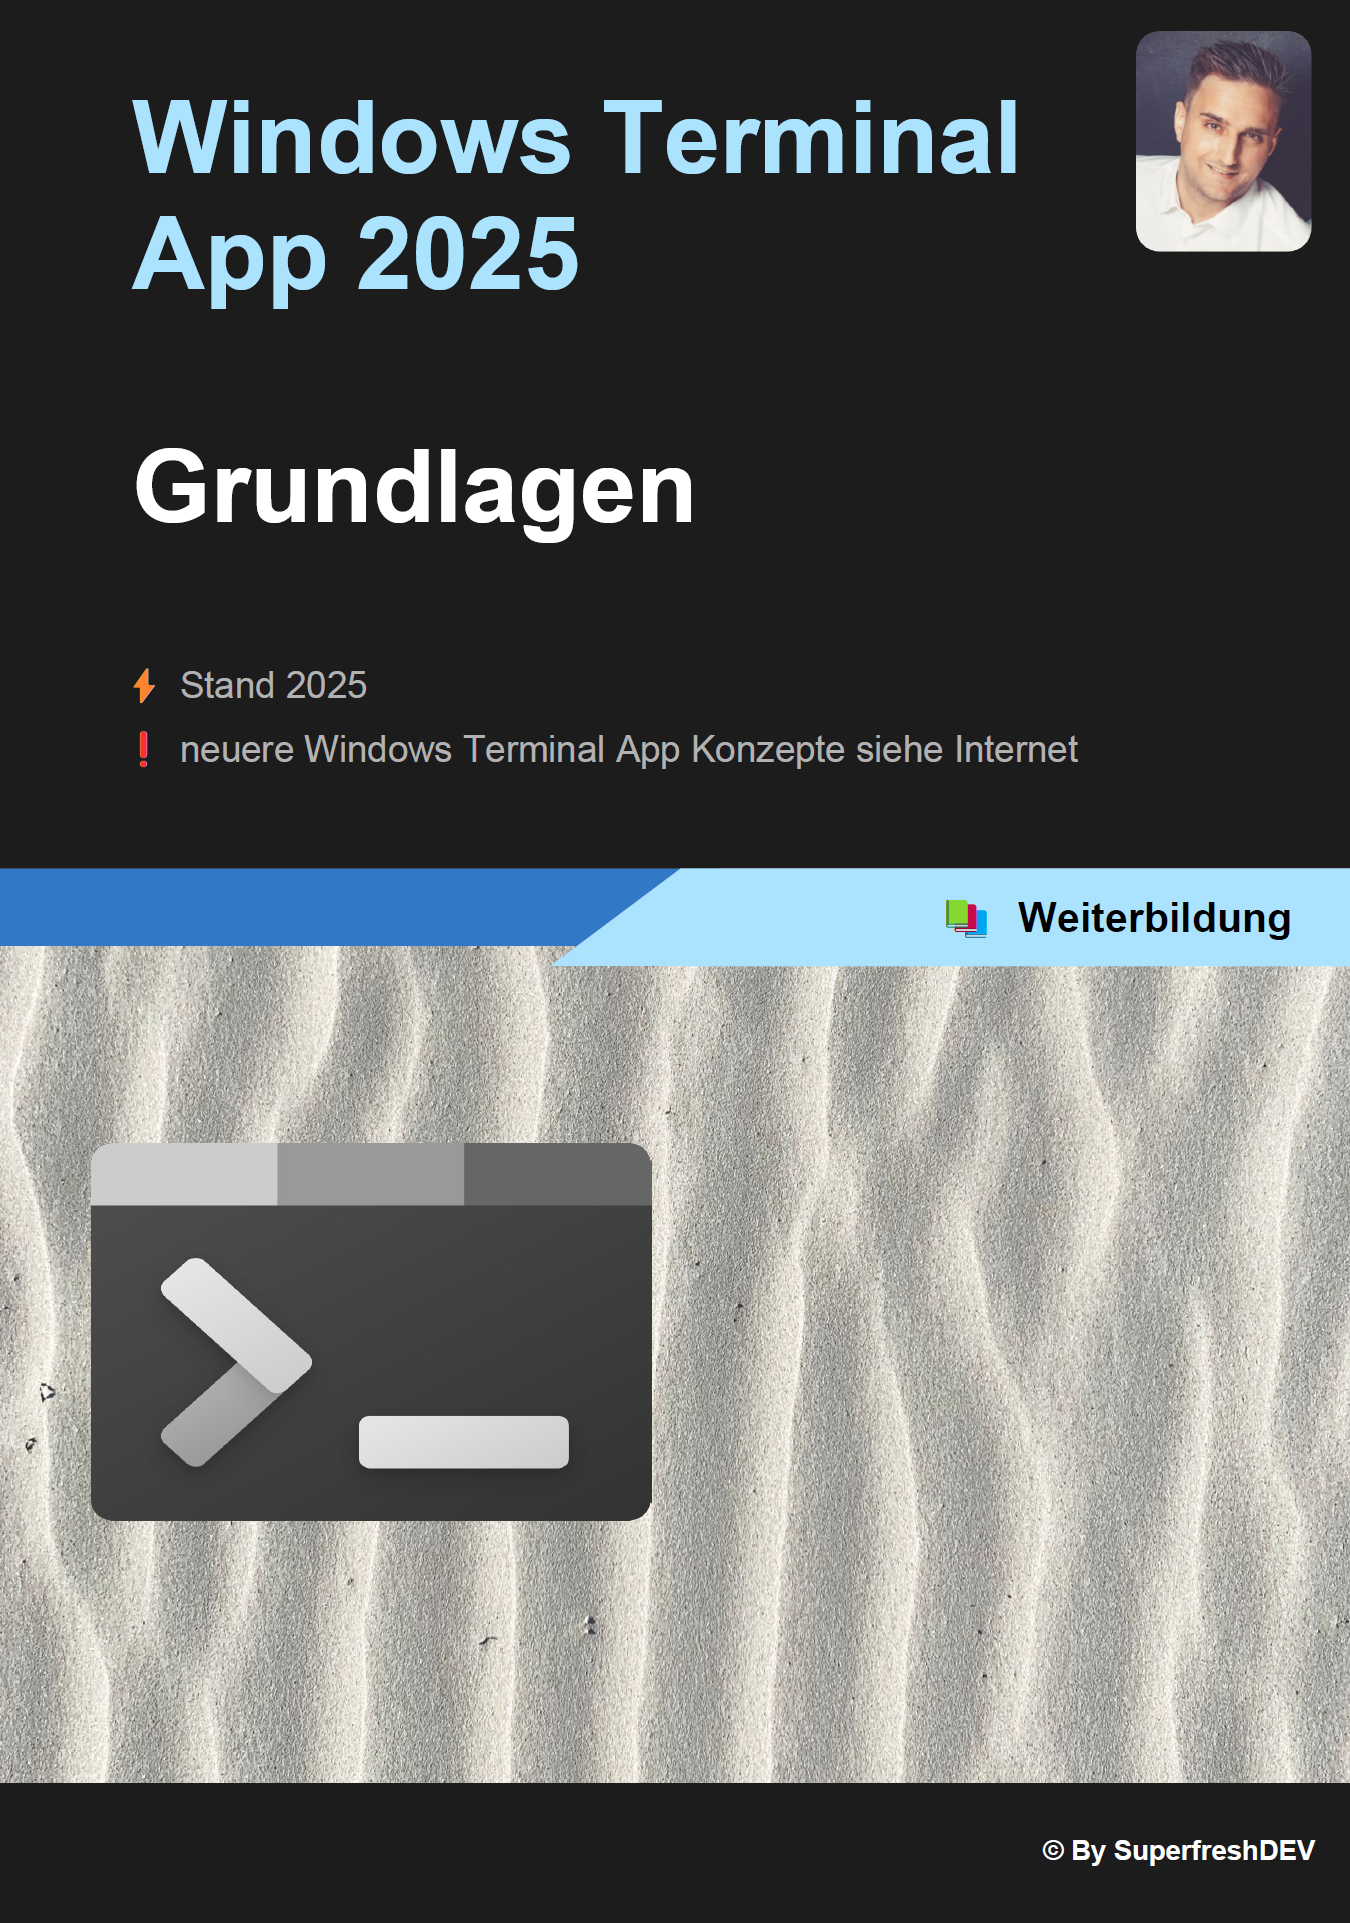 Windows Terminal
App 2025
Grundlagen
Stand 2025
neuere Windows Terminal App Konzepte siehe Internet
Weiterbildung
© By SuperfreshDEV